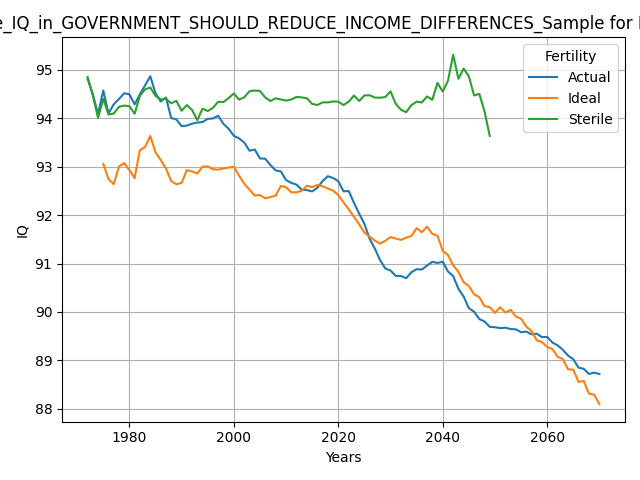 e_IQ_in_GOVERNMENT_SHOULD_REDUCE_INCOME_DIFFERENCES_Sample for
Fertility
Actual
Ideal
Sterile
IQ
95
94
93
92
91
90
89
88
1980
2000
2020
2040
2060
Years